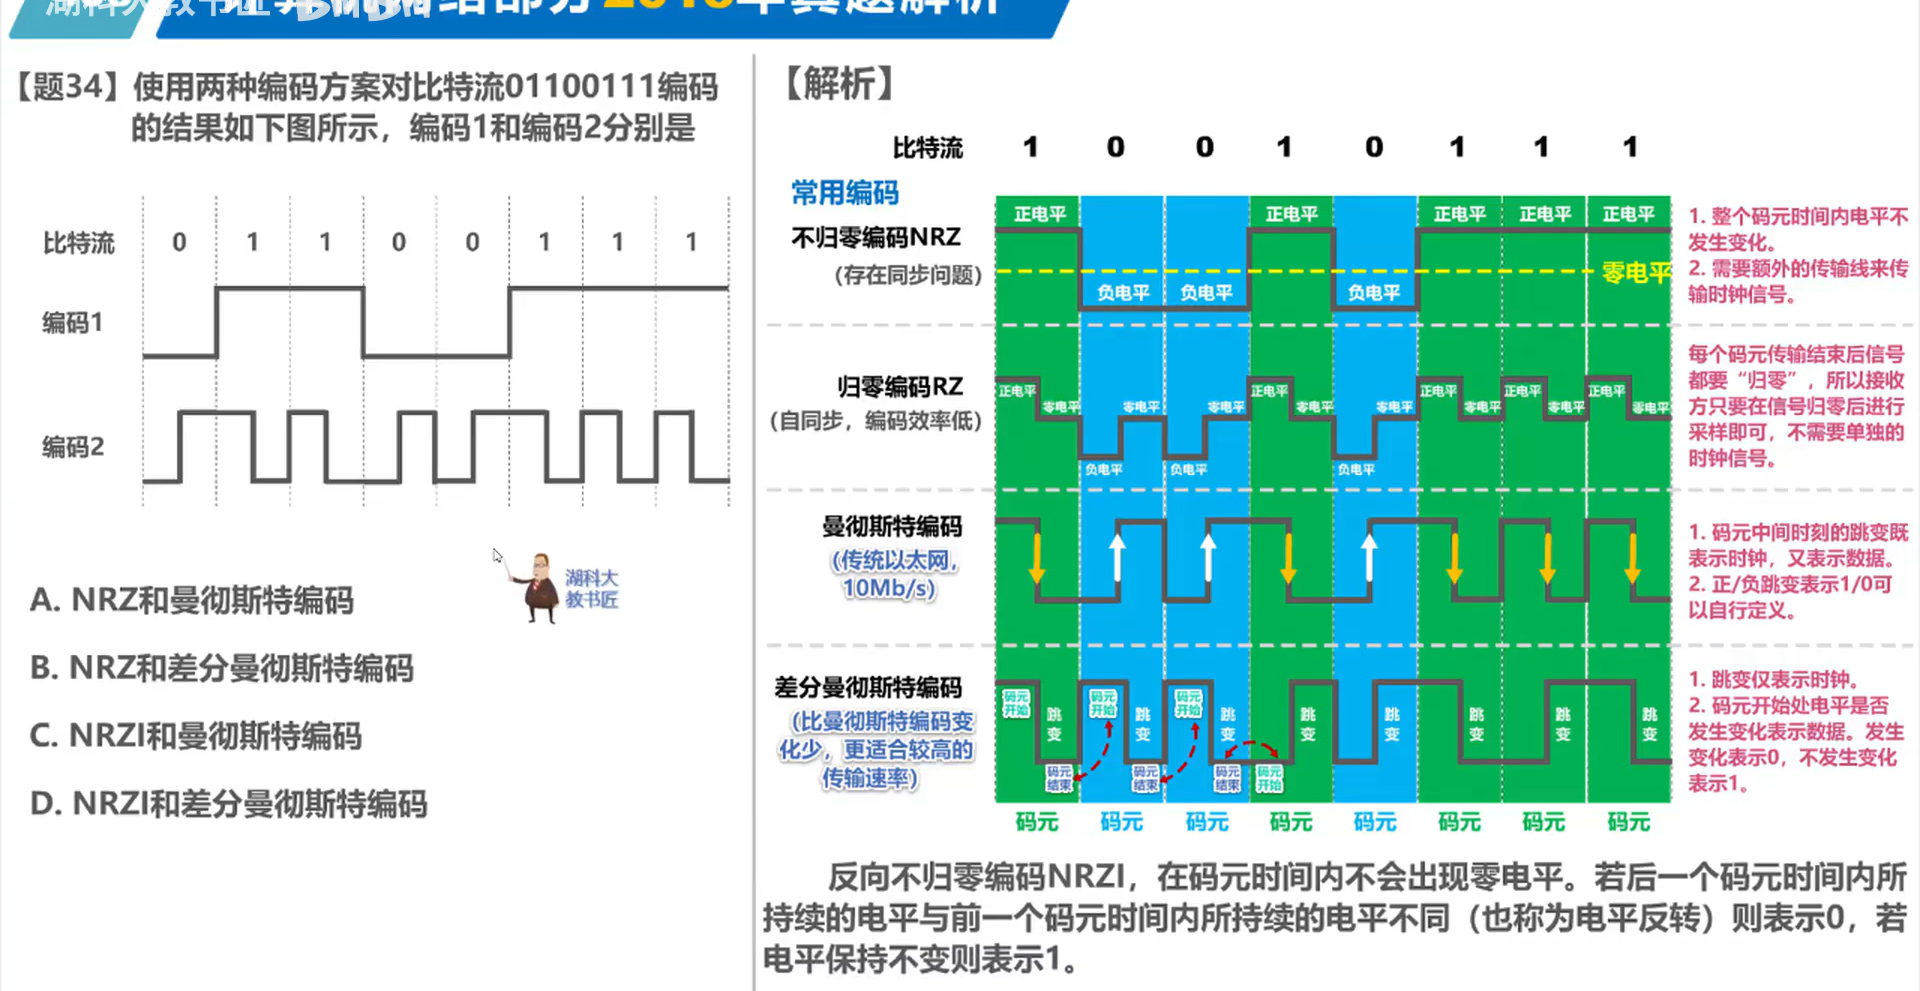 湖科大教书匠 bilibili
计算机网络部分2015年真题解析
【题34】使用两种编码方案对比特流01100111编码
的结果如下图所示，编码1和编码2分别是
比特流 0 1 1 0 0 1 1 1
编码1
编码2
湖科大
教书匠
A. NRZ和曼彻斯特编码
B. NRZ和差分曼彻斯特编码
C. NRZI和曼彻斯特编码
D. NRZI和差分曼彻斯特编码
【解析】
比特流 1 0 0 1 0 1 1 1
常用编码
不归零编码NRZ
（存在同步问题）
正电平 正电平 正电平 正电平 正电平
零电平
负电平 负电平 负电平
1. 整个码元时间内电平不
发生变化。
2. 需要额外的传输线来传
输时钟信号。
归零编码RZ
（自同步，编码效率低）
正电平 正电平 正电平 正电平 正电平
零电平 零电平 零电平 零电平 零电平 零电平 零电平 零电平
负电平 负电平 负电平
每个码元传输结束后信号
都要“归零”，所以接收
方只要在信号归零后进行
采样即可，不需要单独的
时钟信号。
曼彻斯特编码
（传统以太网，
10Mb/s）
1. 码元中间时刻的跳变既
表示时钟，又表示数据。
2. 正/负跳变表示1/0可
以自行定义。
差分曼彻斯特编码
（比曼彻斯特编码变
化少，更适合较高的
传输速率）
码元 码元 码元
开始 开始 开始
跳 跳 跳 跳 跳 跳 跳 跳
变 变 变 变 变 变 变 变
码元 码元 码元 码元
结束 结束 结束 开始
1. 跳变仅表示时钟。
2. 码元开始处电平是否
发生变化表示数据。发生
变化表示0，不发生变化
表示1。
码元 码元 码元 码元 码元 码元 码元 码元
反向不归零编码NRZI，在码元时间内不会出现零电平。若后一个码元时间内所
持续的电平与前一个码元时间内所持续的电平不同（也称为电平反转）则表示0，若
电平保持不变则表示1。